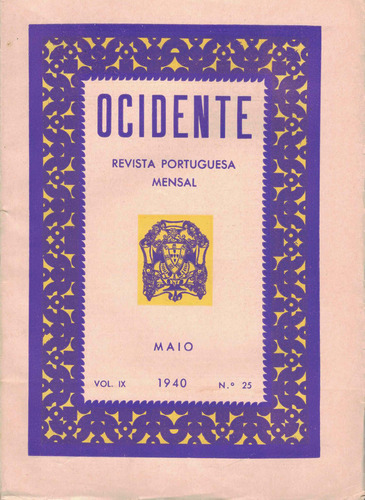 OCIDENTE
REVISTA PORTUGUESA
MENSAL
MAIO
VOL. IX 1940 N.º 25